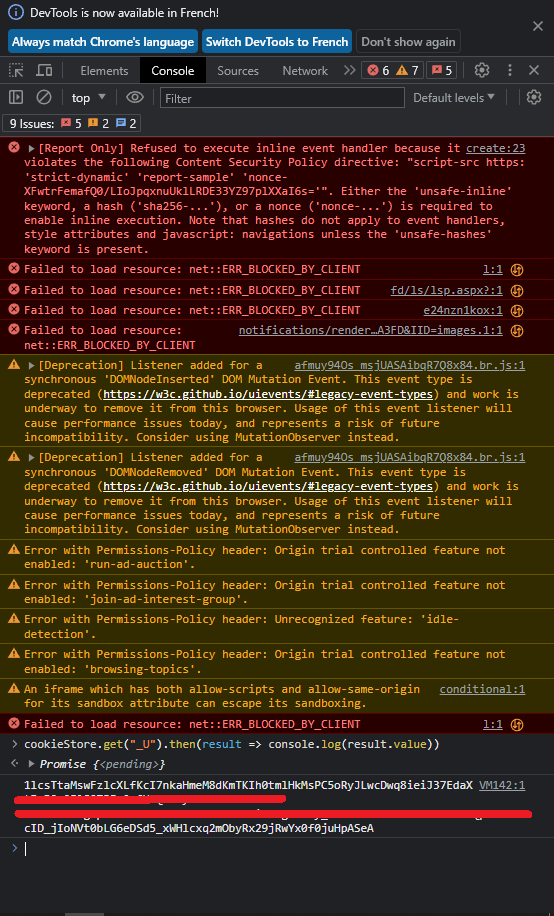 DevTools is now available in French!
Always match Chrome's language Switch DevTools to French Don't show again
Elements Console Sources Network 6 7 5
top Filter Default levels
9 Issues: 5 2 2
[Report Only] Refused to execute inline event handler because it create:23
violates the following Content Security Policy directive: "script-src https:
'strict-dynamic' 'report-sample' 'nonce-
XFwtrFemafQ0/LIoJpqxnuUklLRDE33YZ97plXXaI6s='". Either the 'unsafe-inline'
keyword, a hash ('sha256-...'), or a nonce ('nonce-...') is required to
enable inline execution. Note that hashes do not apply to event handlers,
style attributes and javascript: navigations unless the 'unsafe-hashes'
keyword is present.
Failed to load resource: net::ERR_BLOCKED_BY_CLIENT l:1
Failed to load resource: net::ERR_BLOCKED_BY_CLIENT fd/ls/lsp.aspx?:1
Failed to load resource: net::ERR_BLOCKED_BY_CLIENT e24nzn1kox:1
Failed to load resource: notifications/render…A3FD&IID=images.1:1
net::ERR_BLOCKED_BY_CLIENT
[Deprecation] Listener added for a afmuy94Os_msjUASAibqR7Q8x84.br.js:1
synchronous 'DOMNodeInserted' DOM Mutation Event. This event type is
deprecated (https://w3c.github.io/uievents/#legacy-event-types) and work is
underway to remove it from this browser. Usage of this event listener will
cause performance issues today, and represents a risk of future
incompatibility. Consider using MutationObserver instead.
[Deprecation] Listener added for a afmuy94Os_msjUASAibqR7Q8x84.br.js:1
synchronous 'DOMNodeRemoved' DOM Mutation Event. This event type is
deprecated (https://w3c.github.io/uievents/#legacy-event-types) and work is
underway to remove it from this browser. Usage of this event listener will
cause performance issues today, and represents a risk of future
incompatibility. Consider using MutationObserver instead.
Error with Permissions-Policy header: Origin trial controlled feature not
enabled: 'run-ad-auction'.
Error with Permissions-Policy header: Origin trial controlled feature not
enabled: 'join-ad-interest-group'.
Error with Permissions-Policy header: Unrecognized feature: 'idle-
detection'.
Error with Permissions-Policy header: Origin trial controlled feature not
enabled: 'browsing-topics'.
An iframe which has both allow-scripts and allow-same-origin conditional:1
for its sandbox attribute can escape its sandboxing.
Failed to load resource: net::ERR_BLOCKED_BY_CLIENT l:1
cookieStore.get("_U").then(result => console.log(result.value))
Promise {<pending>}
1lcsTtaMswFzlcXLfKcI7nkaHmeM8dKmTKIh0tmlHkMsPC5oRyJLwcDwq8ieiJ37EdaX VM142:1
cID_jIoNVt0bLG6eDSd5_xWHlcxq2mObyRx29jRwYx0f0juHpASeA